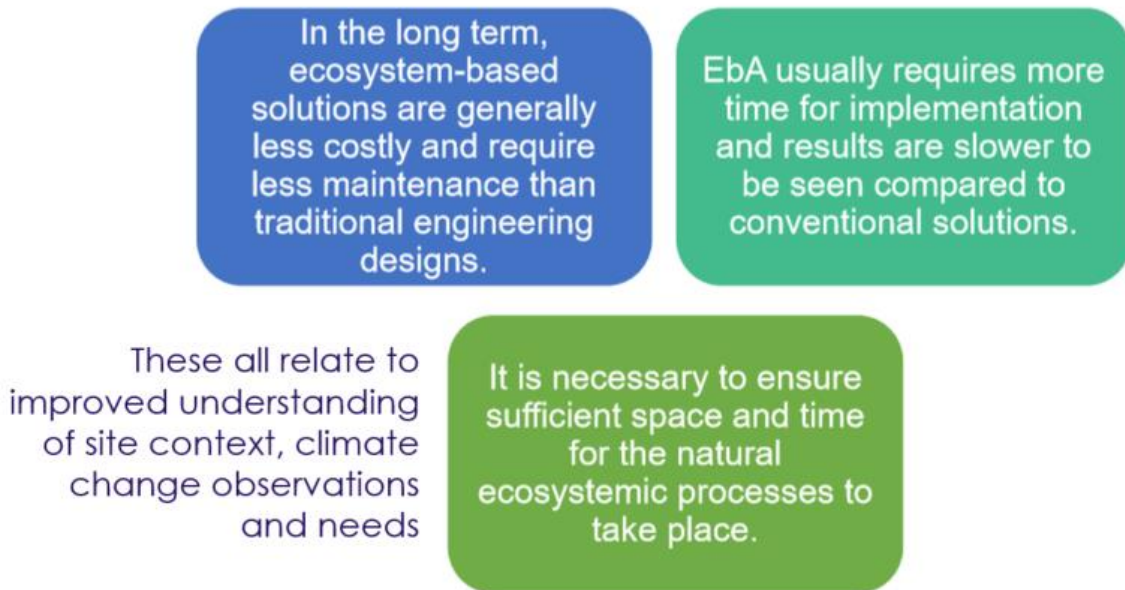 In the long term,
ecosystem-based
solutions are generally
less costly and require
less maintenance than
traditional engineering
designs.
EbA usually requires more
time for implementation
and results are slower to
be seen compared to
conventional solutions.
These all relate to
improved understanding
of site context, climate
change observations
and needs
It is necessary to ensure
sufficient space and time
for the natural
ecosystemic processes to
take place.